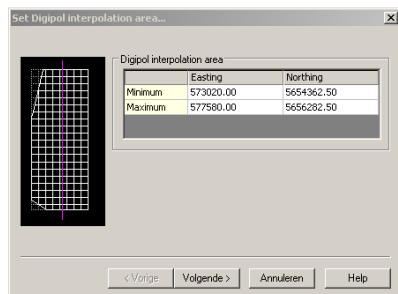 Set Digipol interpolation area...
Digipol interpolation area
Easting Northing
Minimum 573020.00 5654362.50
Maximum 577580.00 5656282.50
< Vorige Volgende > Annuleren Help